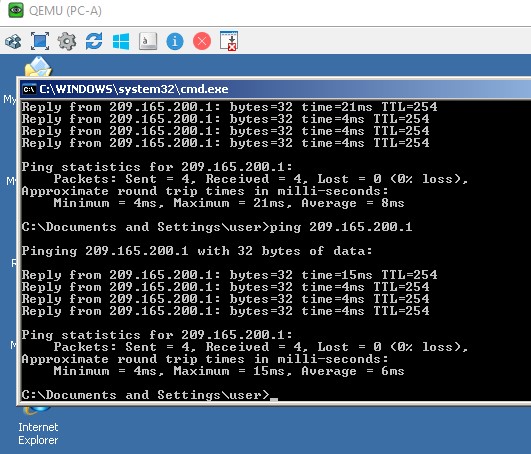 QEMU (PC-A)
My
C:\WINDOWS\system32\cmd.exe
Reply from 209.165.200.1: bytes=32 time=21ms TTL=254
Reply from 209.165.200.1: bytes=32 time=4ms TTL=254
Reply from 209.165.200.1: bytes=32 time=4ms TTL=254
Reply from 209.165.200.1: bytes=32 time=4ms TTL=254
Ping statistics for 209.165.200.1:
Packets: Sent = 4, Received = 4, Lost = 0 (0% loss),
Approximate round trip times in milli-seconds:
Minimum = 4ms, Maximum = 21ms, Average = 8ms
C:\Documents and Settings\user>ping 209.165.200.1
Pinging 209.165.200.1 with 32 bytes of data:
Reply from 209.165.200.1: bytes=32 time=15ms TTL=254
Reply from 209.165.200.1: bytes=32 time=4ms TTL=254
Reply from 209.165.200.1: bytes=32 time=4ms TTL=254
Reply from 209.165.200.1: bytes=32 time=4ms TTL=254
Ping statistics for 209.165.200.1:
Packets: Sent = 4, Received = 4, Lost = 0 (0% loss),
Approximate round trip times in milli-seconds:
Minimum = 4ms, Maximum = 15ms, Average = 6ms
C:\Documents and Settings\user>_
Internet
Explorer